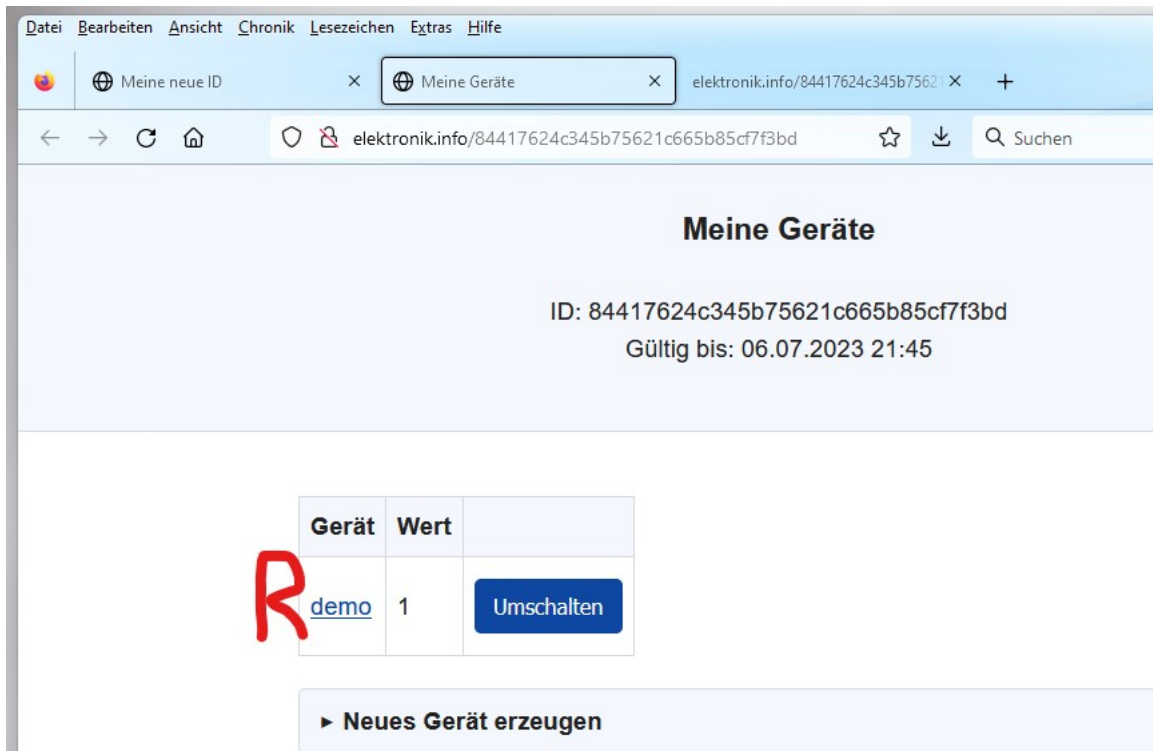 Datei Bearbeiten Ansicht Chronik Lesezeichen Extras Hilfe
Meine neue ID Meine Geräte elektronik.info/84417624c345b7562
elektronik.info/84417624c345b75621c665b85cf7f3bd Suchen
Meine Geräte
ID: 84417624c345b75621c665b85cf7f3bd
Gültig bis: 06.07.2023 21:45
Gerät Wert
R demo 1 Umschalten
Neues Gerät erzeugen